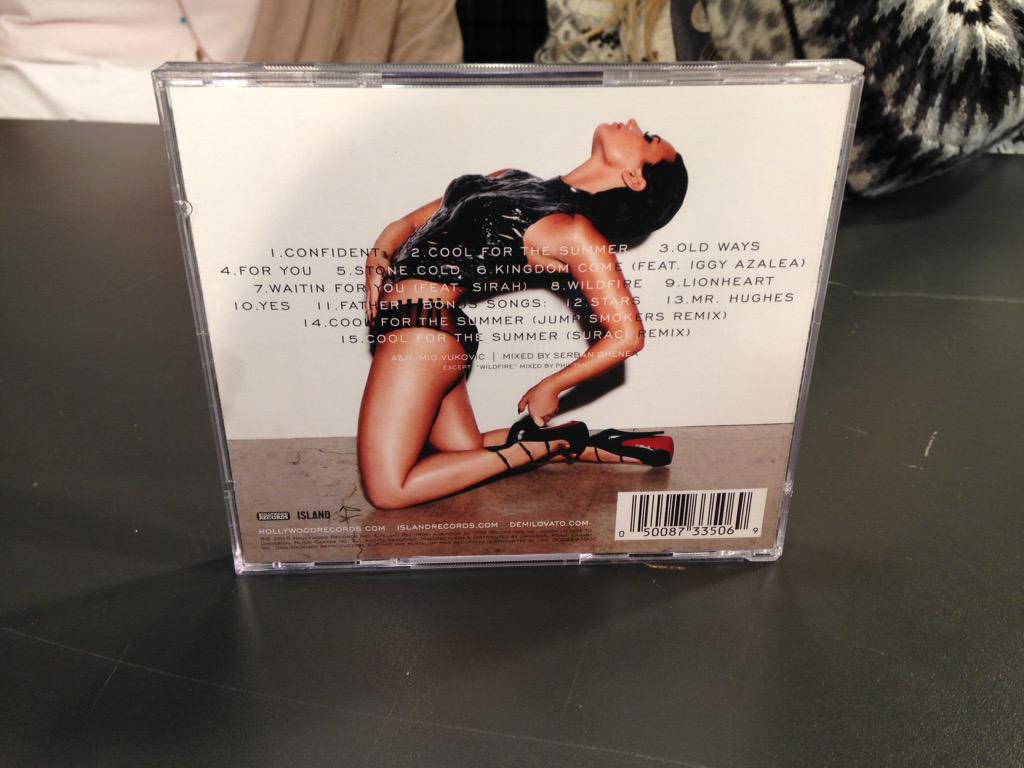 1.CONFIDENT 2.COOL FOR THE SUMMER 3.OLD WAYS
4.FOR YOU 5.STONE COLD 6.KINGDOM COME (FEAT. IGGY AZALEA)
7.WAITIN FOR YOU (FEAT. SIRAH) 8.WILDFIRE 9.LIONHEART
10.YES 11.FATHER BONUS SONGS: 12.STARS 13.MR. HUGHES
14.COOL FOR THE SUMMER (JUMP SMOKERS REMIX)
15.COOL FOR THE SUMMER (SURACI REMIX)
A&R: MIO VUKOVIC | MIXED BY SERBAN GHENEA
EXCEPT: "WILDFIRE" MIXED BY PHIL TAN
RECORDS ISLAND
HOLLYWOODRECORDS.COM ISLANDRECORDS.COM DEMILOVATO.COM
0 50087 33506 9